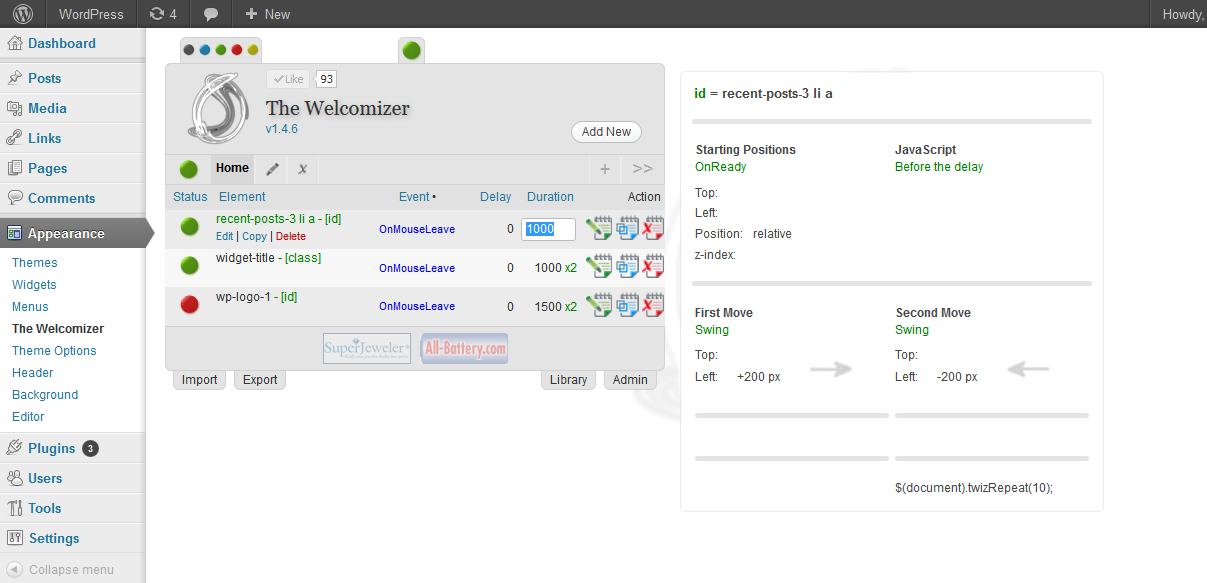 WordPress 4 New Howdy,
Dashboard
Posts
Media
Links
Pages
Comments
Appearance
Themes
Widgets
Menus
The Welcomizer
Theme Options
Header
Background
Editor
Plugins 3
Users
Tools
Settings
Collapse menu
Like 93
The Welcomizer
v1.4.6
Add New
Home x + >>
Status Element Event • Delay Duration Action
recent-posts-3 li a - [id] OnMouseLeave 0 1000
Edit | Copy | Delete
widget-title - [class] OnMouseLeave 0 1000 x2
wp-logo-1 - [id] OnMouseLeave 0 1500 x2
SuperJeweler All-Battery.com
Import Export Library Admin
id = recent-posts-3 li a
Starting Positions JavaScript
OnReady Before the delay
Top:
Left:
Position: relative
z-index:
First Move Second Move
Swing Swing
Top: Top:
Left: +200 px Left: -200 px
$(document).twizRepeat(10);